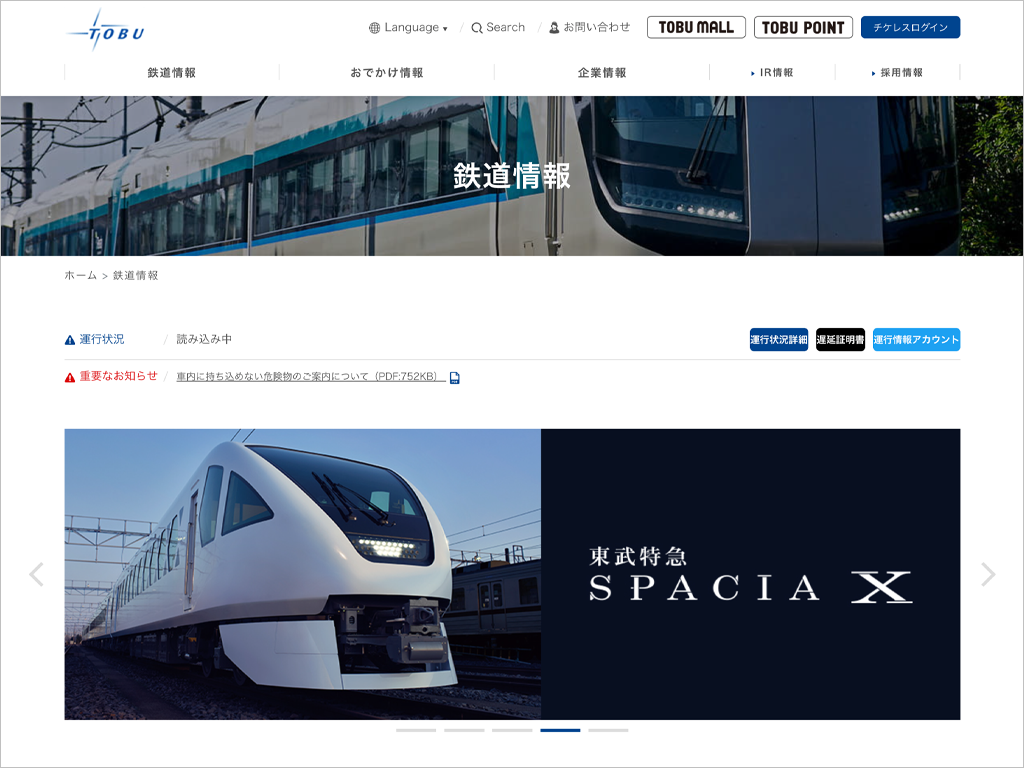 TOBU
Language
/
Search
/
お問い合わせ
TOBU MALL
TOBU POINT
チケレスログイン
鉄道情報
おでかけ情報
企業情報
IR情報
採用情報
鉄道情報
ホーム > 鉄道情報
運行状況 / 読み込み中
運行状況詳細
遅延証明書
運行情報アカウント
重要なお知らせ / 車内に持ち込めない危険物のご案内について（PDF:752KB）
東武特急
SPACIA X